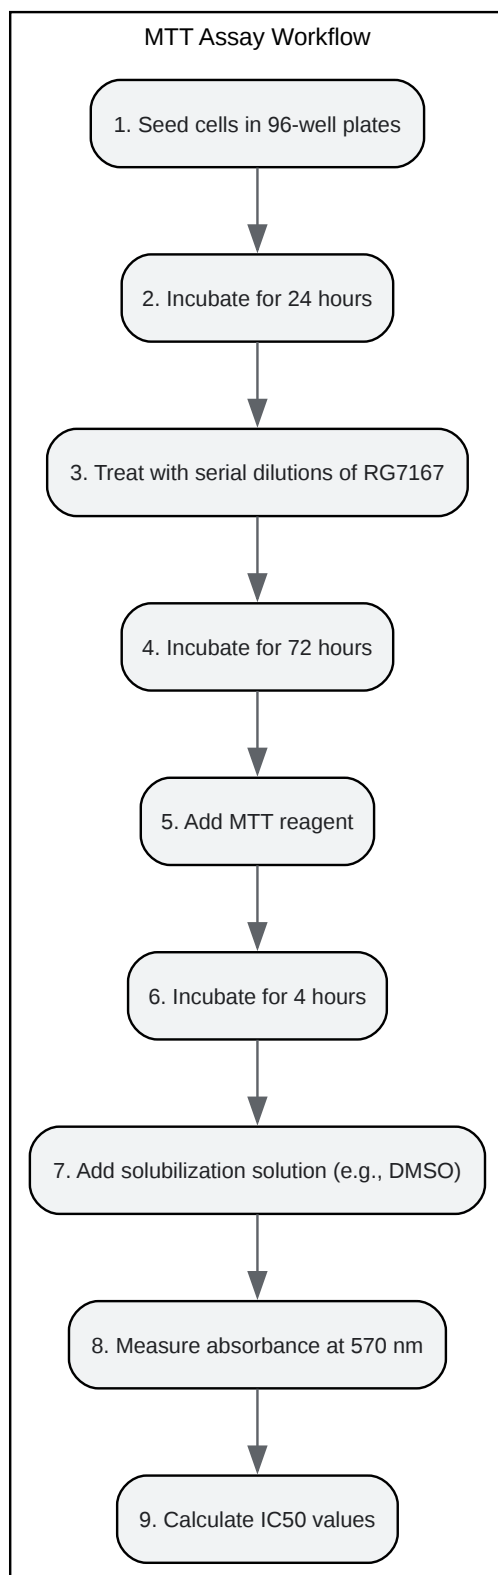 MTT Assay Workflow
1. Seed cells in 96-well plates
2. Incubate for 24 hours
3. Treat with serial dilutions of RG7167
4. Incubate for 72 hours
5. Add MTT reagent
6. Incubate for 4 hours
7. Add solubilization solution (e.g., DMSO)
8. Measure absorbance at 570 nm
9. Calculate IC50 values